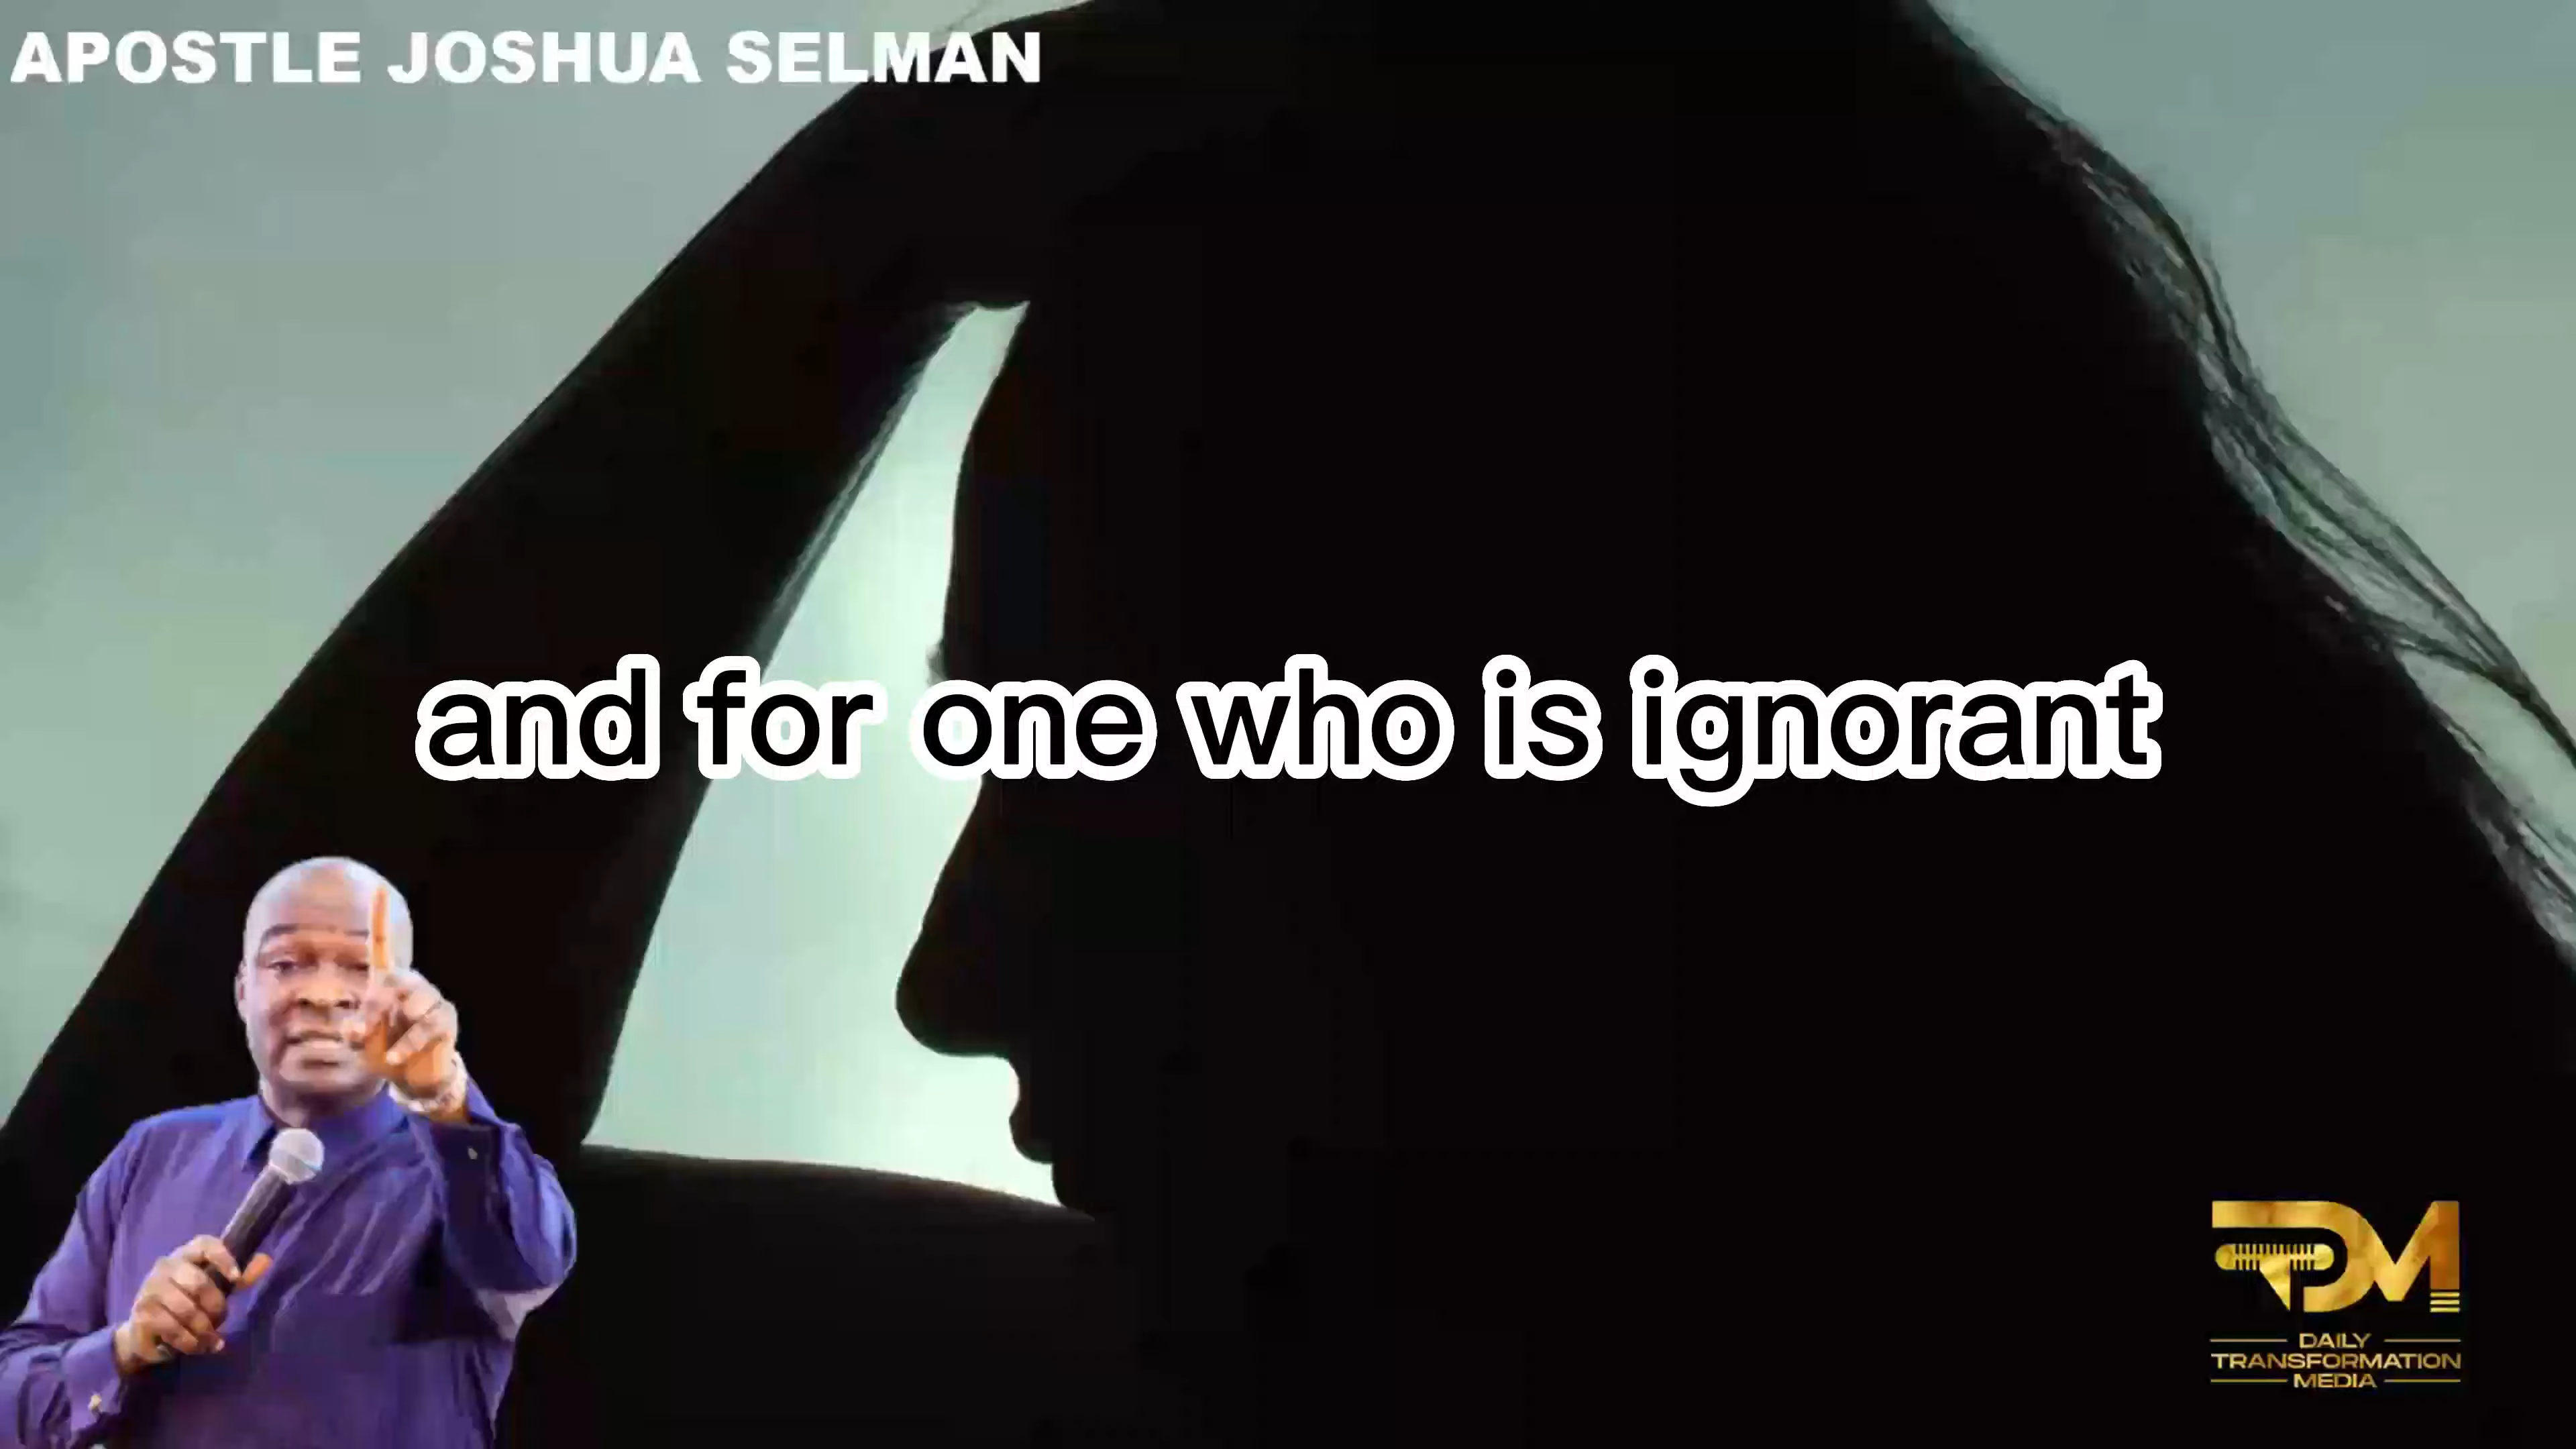 APOSTLE JOSHUA SELMAN
and for one who is ignorant
DAILY
TRANSFORMATION
MEDIA